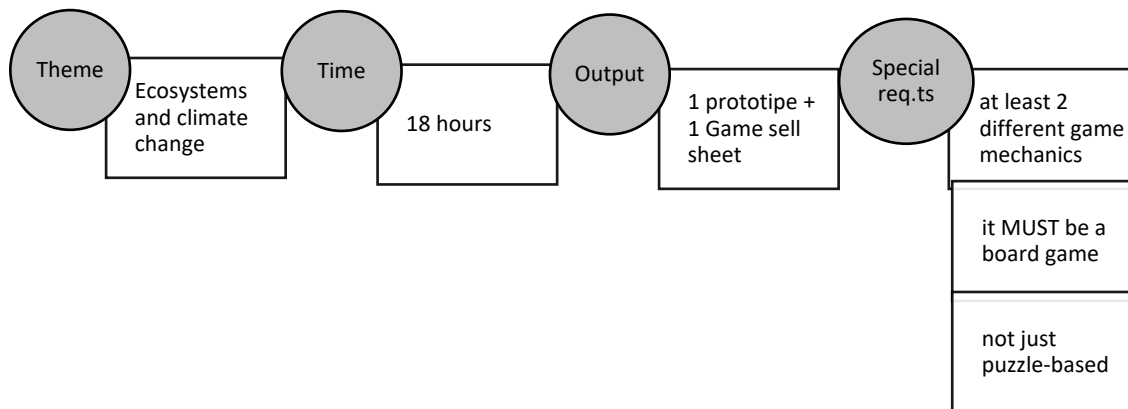 Theme
Ecosystems
and climate
change
Time
18 hours
Output
1 prototipe +
1 Game sell
sheet
Special
req.ts
at least 2
different game
mechanics
it MUST be a
board game
not just
puzzle-based